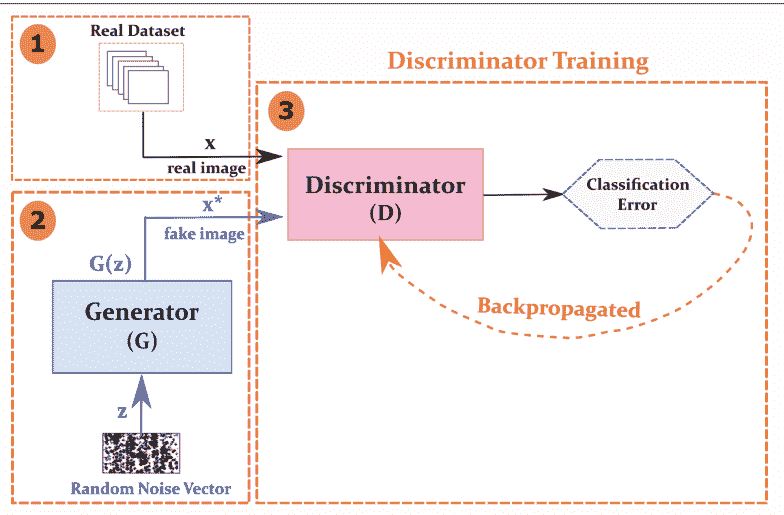 1
Real Dataset
x
real image
Discriminator Training
3
Discriminator
(D)
Classification
Error
Backpropagated
2
x*
fake image
G(z)
Generator
(G)
z
Random Noise Vector